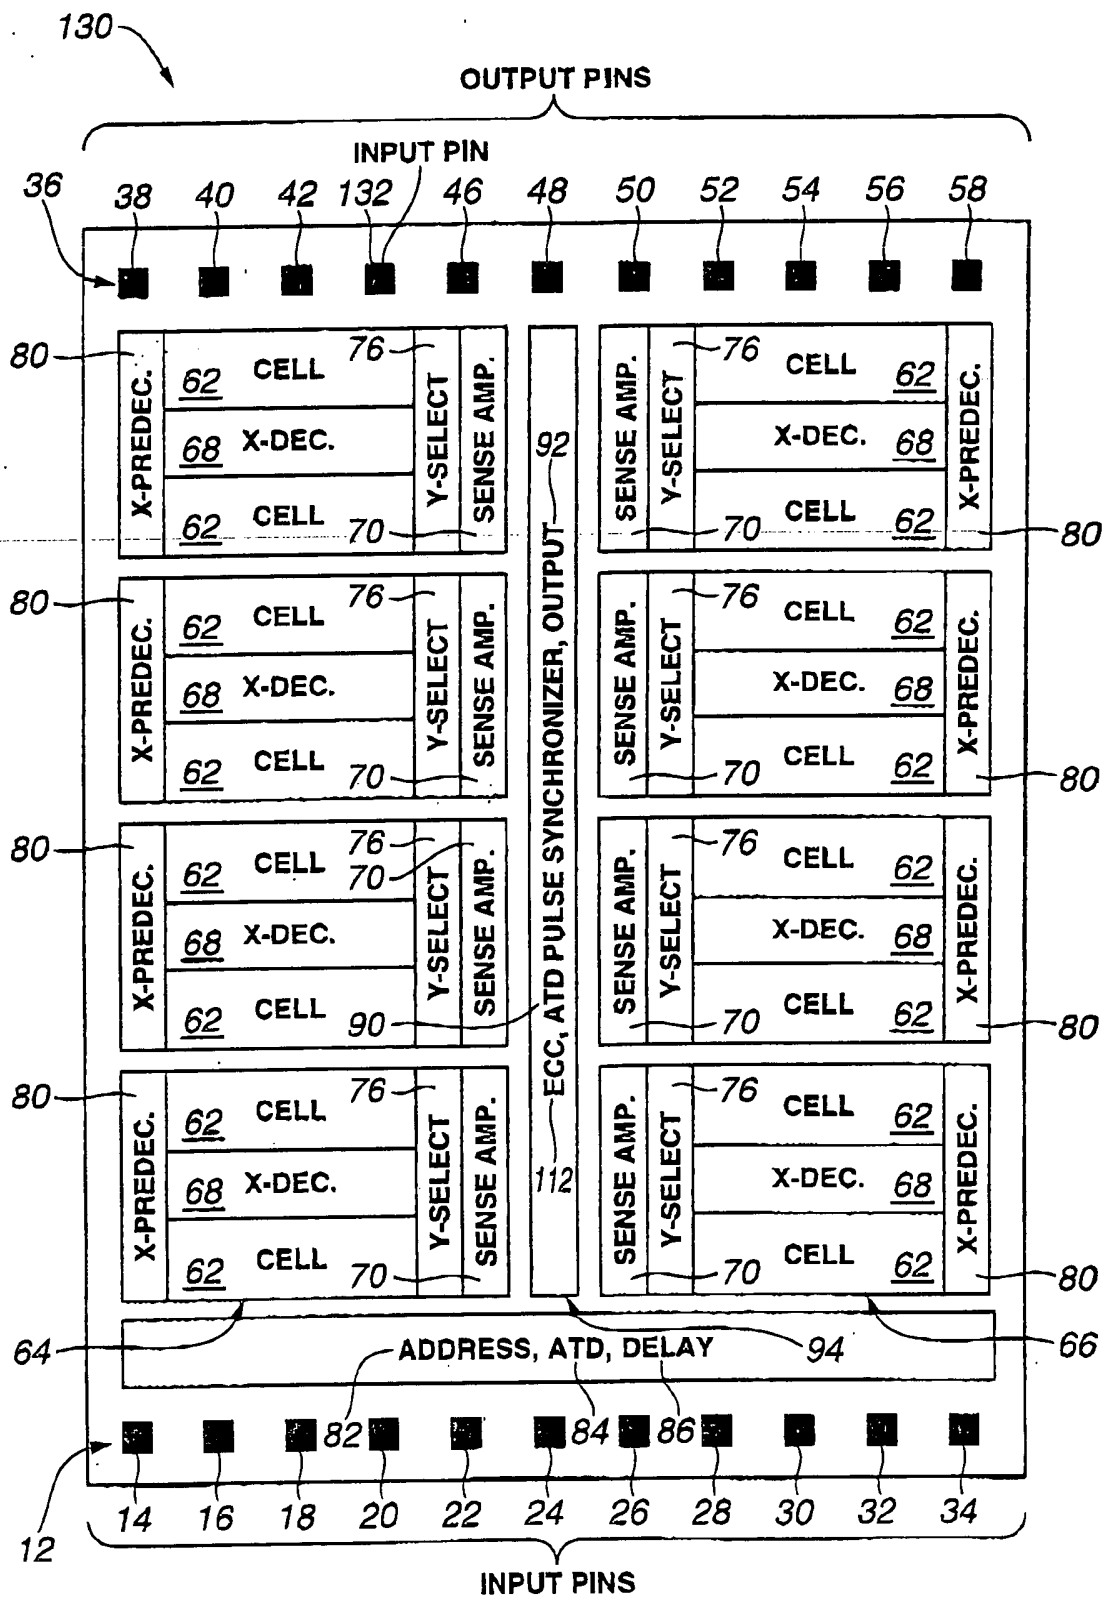 130
OUTPUT PINS
INPUT PIN
36 38 40 42 132 46 48 50 52 54 56 58
80 X-PREDEC. 62 CELL 76 Y-SELECT SENSE AMP.
68 X-DEC.
62 CELL 70
SENSE AMP. 76 Y-SELECT CELL 62 X-PREDEC.
X-DEC. 68
70 CELL 62 80
80 X-PREDEC. 62 CELL 76 Y-SELECT SENSE AMP.
68 X-DEC.
62 CELL 70
SENSE AMP. 76 Y-SELECT CELL 62 X-PREDEC.
X-DEC. 68
70 CELL 62 80
80 X-PREDEC. 62 CELL 76 70 Y-SELECT SENSE AMP.
68 X-DEC.
62 CELL 90
SENSE AMP. 76 Y-SELECT CELL 62 X-PREDEC.
X-DEC. 68
70 CELL 62 80
80 X-PREDEC. 62 CELL 76 Y-SELECT SENSE AMP.
68 X-DEC.
62 CELL 70
SENSE AMP. 76 Y-SELECT CELL 62 X-PREDEC.
X-DEC. 68
70 CELL 62 80
92
ECC, ATD PULSE SYNCHRONIZER, OUTPUT
112
64 ADDRESS, ATD, DELAY 94 66
82 84 86
12 14 16 18 20 22 24 26 28 30 32 34
INPUT PINS